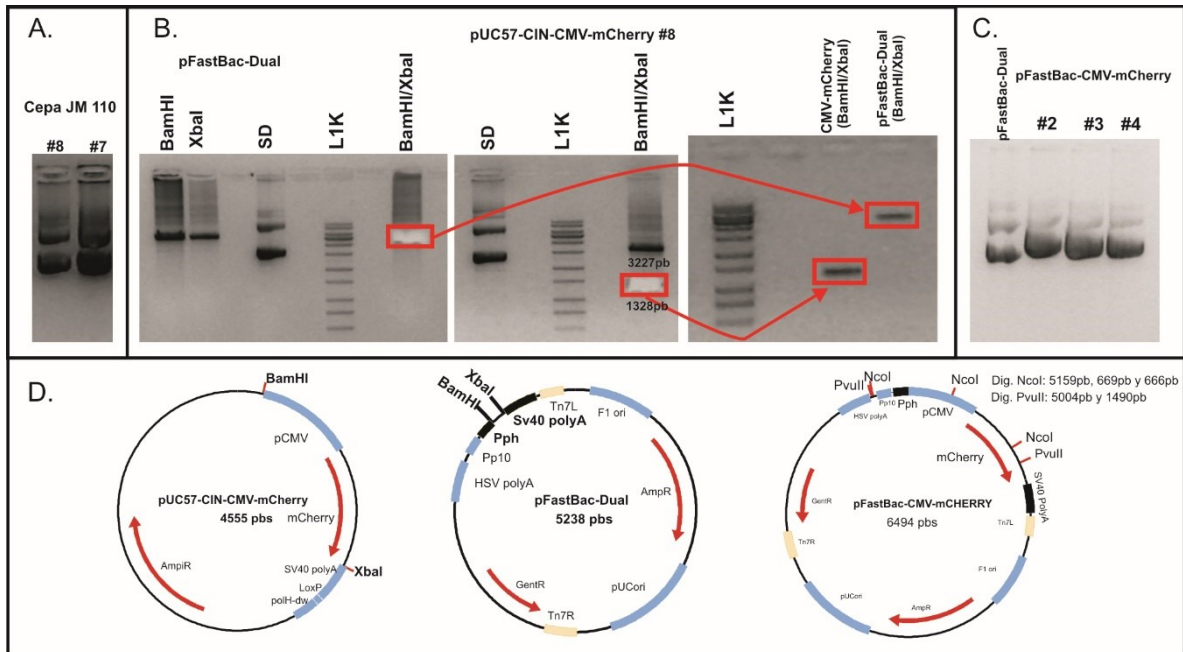 A.
Cepa JM 110
#8 #7
B.
pUC57-CIN-CMV-mCherry #8
pFastBac-Dual
BamHI
XbaI
SD
L1K
BamHI/XbaI
SD
L1K
BamHI/XbaI
3227pb
1328pb
L1K
CMV-mCherry
(BamHI/XbaI)
pFastBac-Dual
(BamHI/XbaI)
C.
pFastBac-Dual
pFastBac-CMV-mCherry
#2 #3 #4
D.
BamHI
pCMV
pUC57-CIN-CMV-mCherry
4555 pbs
mCherry
AmpiR
SV40 polyA
XbaI
LoxP
polH-dw
XbaI
BamHI
Tn7L
Sv40 polyA
F1 ori
Pph
Pp10
HSV polyA
pFastBac-Dual
5238 pbs
AmpR
GentR
Tn7R
pUCori
NcoI
PvuII
NcoI
Pp10
Pph
pCMV
HSV polyA
Dig. NcoI: 5159pb, 669pb y 666pb
Dig. PvuII: 5004pb y 1490pb
NcoI
PvuII
mCherry
SV40 PolyA
GentR
pFastBac-CMV-mCHERRY
6494 pbs
Tn7L
Tn7R
F1 ori
pUCori
AmpR